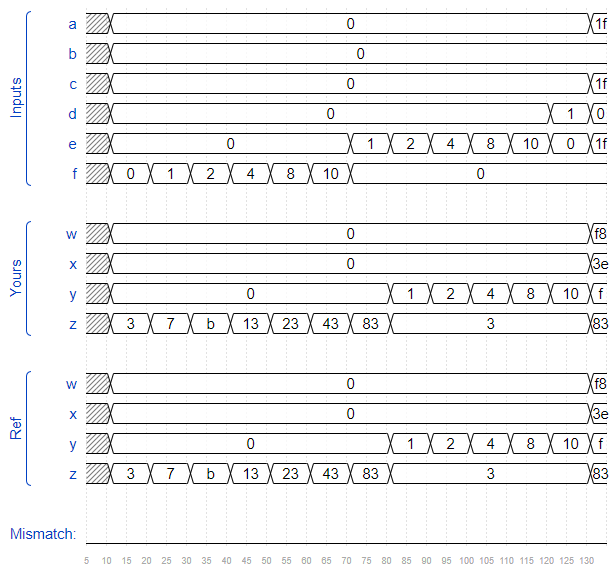 Inputs
a 0 1f
b 0
c 0 1f
d 0 1 0
e 0 1 2 4 8 10 0 1f
f 0 1 2 4 8 10 0
Yours
w 0 f8
x 0 3e
y 0 1 2 4 8 10 f
z 3 7 b 13 23 43 83 3 83
Ref
w 0 f8
x 0 3e
y 0 1 2 4 8 10 f
z 3 7 b 13 23 43 83 3 83
Mismatch:
5 10 15 20 25 30 35 40 45 50 55 60 65 70 75 80 85 90 95 100 105 110 115 120 125 130